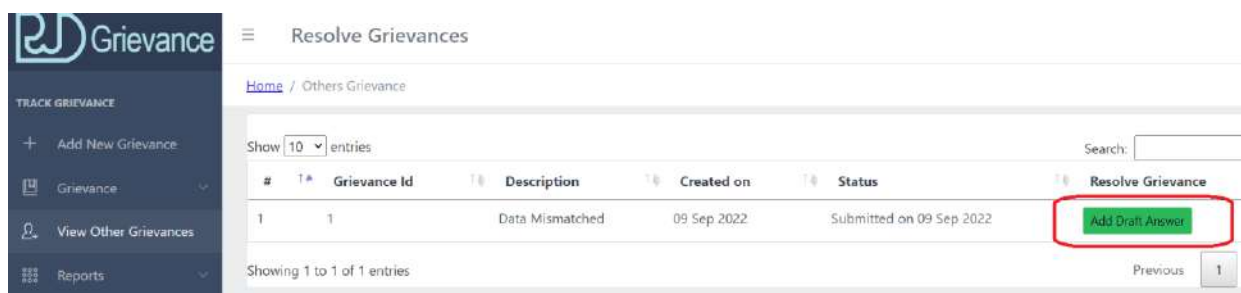 Grievance
Resolve Grievances
Home / Others Grievance
TRACK GRIEVANCE
+ Add New Grievance
Grievance
View Other Grievances
Reports
Show 10 entries
Search:
# Grievance Id Description Created on Status Resolve Grievance
1 1 Data Mismatched 09 Sep 2022 Submitted on 09 Sep 2022 Add Draft Answer
Showing 1 to 1 of 1 entries
Previous 1